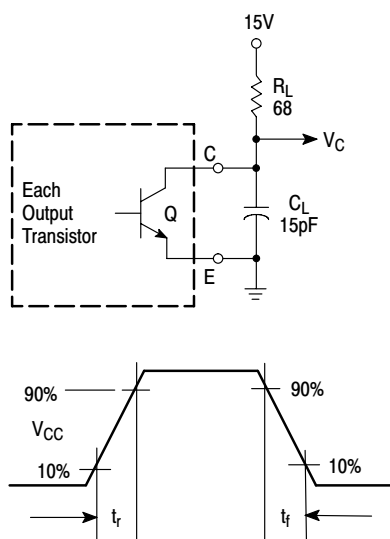 15V
R_L
68
C
V_C
Each
Output
Transistor
Q
C_L
15pF
E
90%
90%
V_CC
10%
10%
t_r
t_f